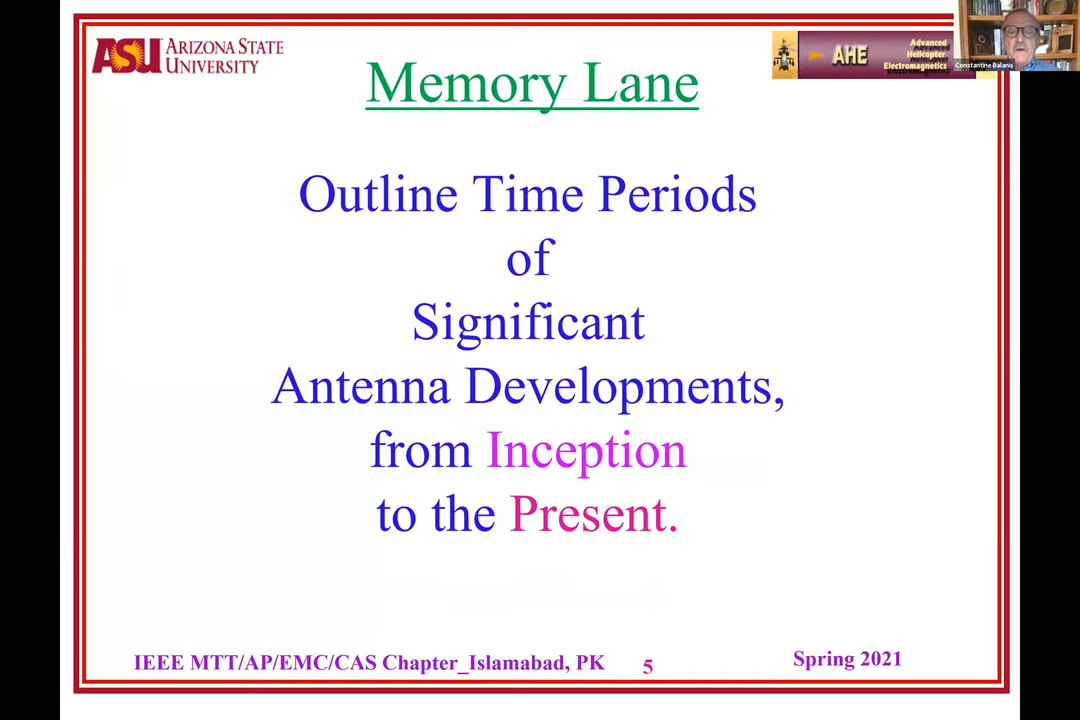 ASU ARIZONA STATE
UNIVERSITY
Memory Lane
AHE
Advanced
Helicopter
Electromagnetics
Constantine Balanis
Outline Time Periods
of
Significant
Antenna Developments,
from Inception
to the Present.
IEEE MTT/AP/EMC/CAS Chapter_Islamabad, PK
5
Spring 2021